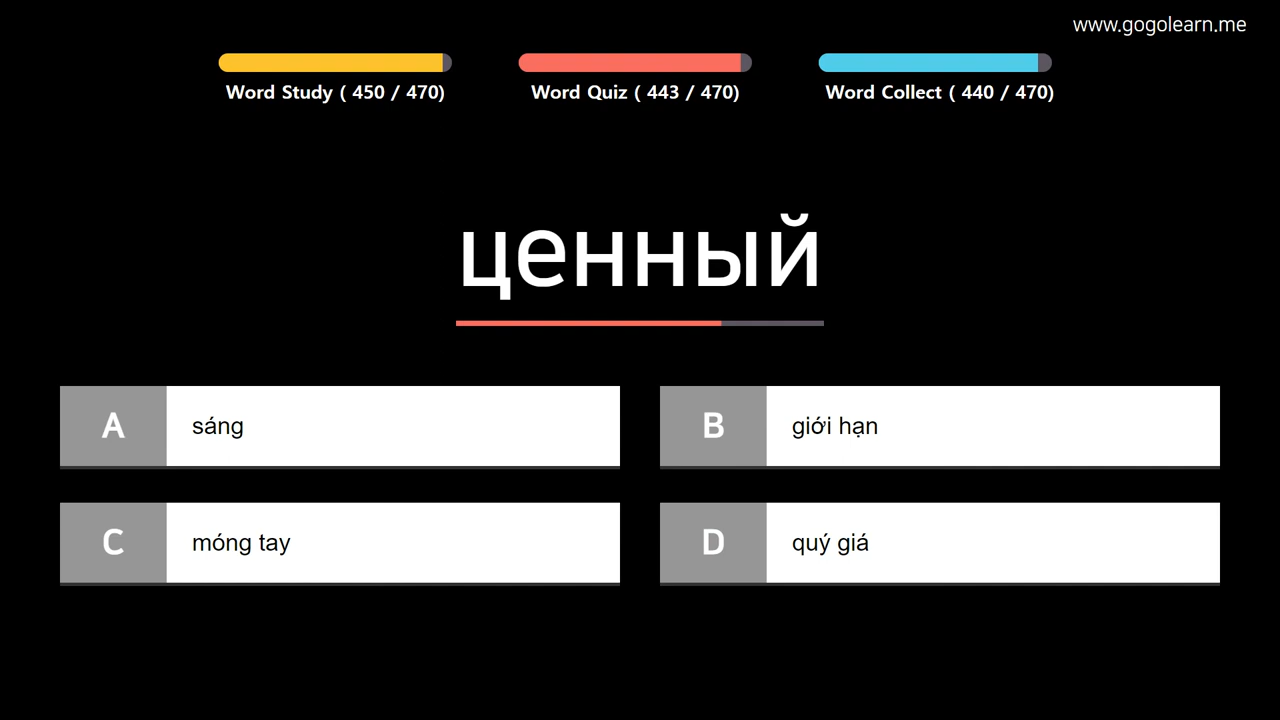 www.gogolearn.me
Word Study ( 450 / 470)
Word Quiz ( 443 / 470)
Word Collect ( 440 / 470)
ценный
A
sáng
B
giới hạn
C
móng tay
D
quý giá